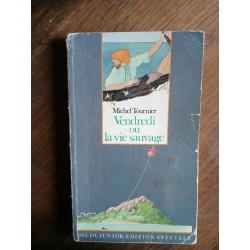 Michel Tournier
Vendredi
ou
la vie sauvage
FOLIO JUNIOR EDITION SPECIALE